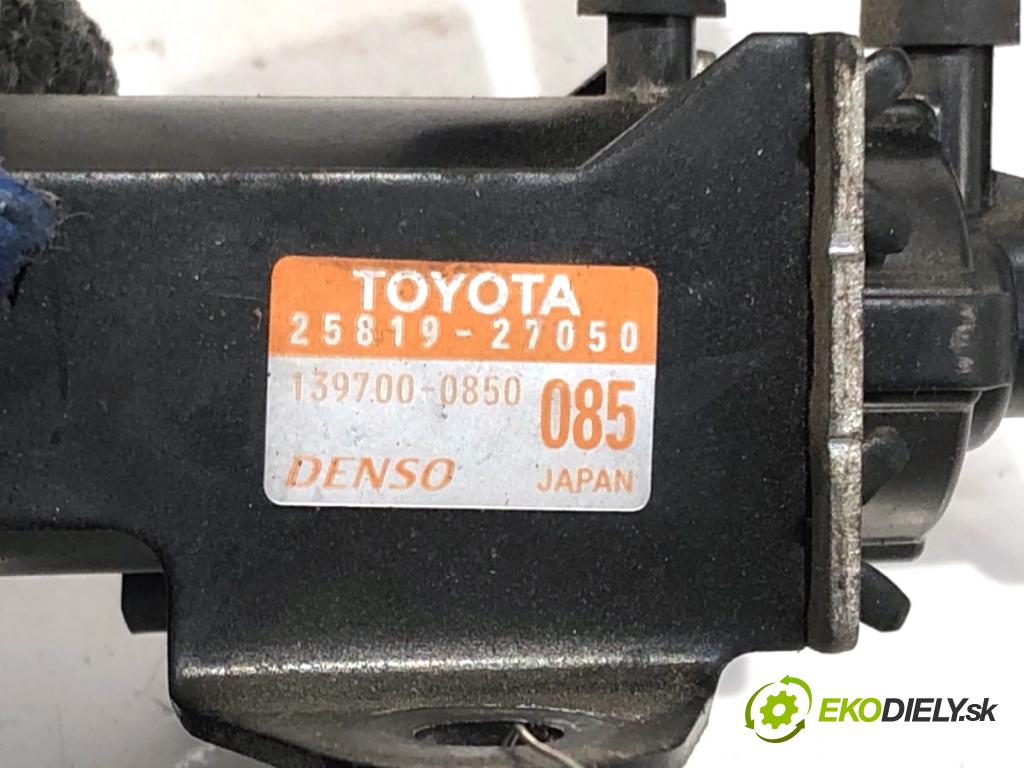 TOYOTA
25819-27050
139700-0850 085
DENSO JAPAN
EKODIELY.sk